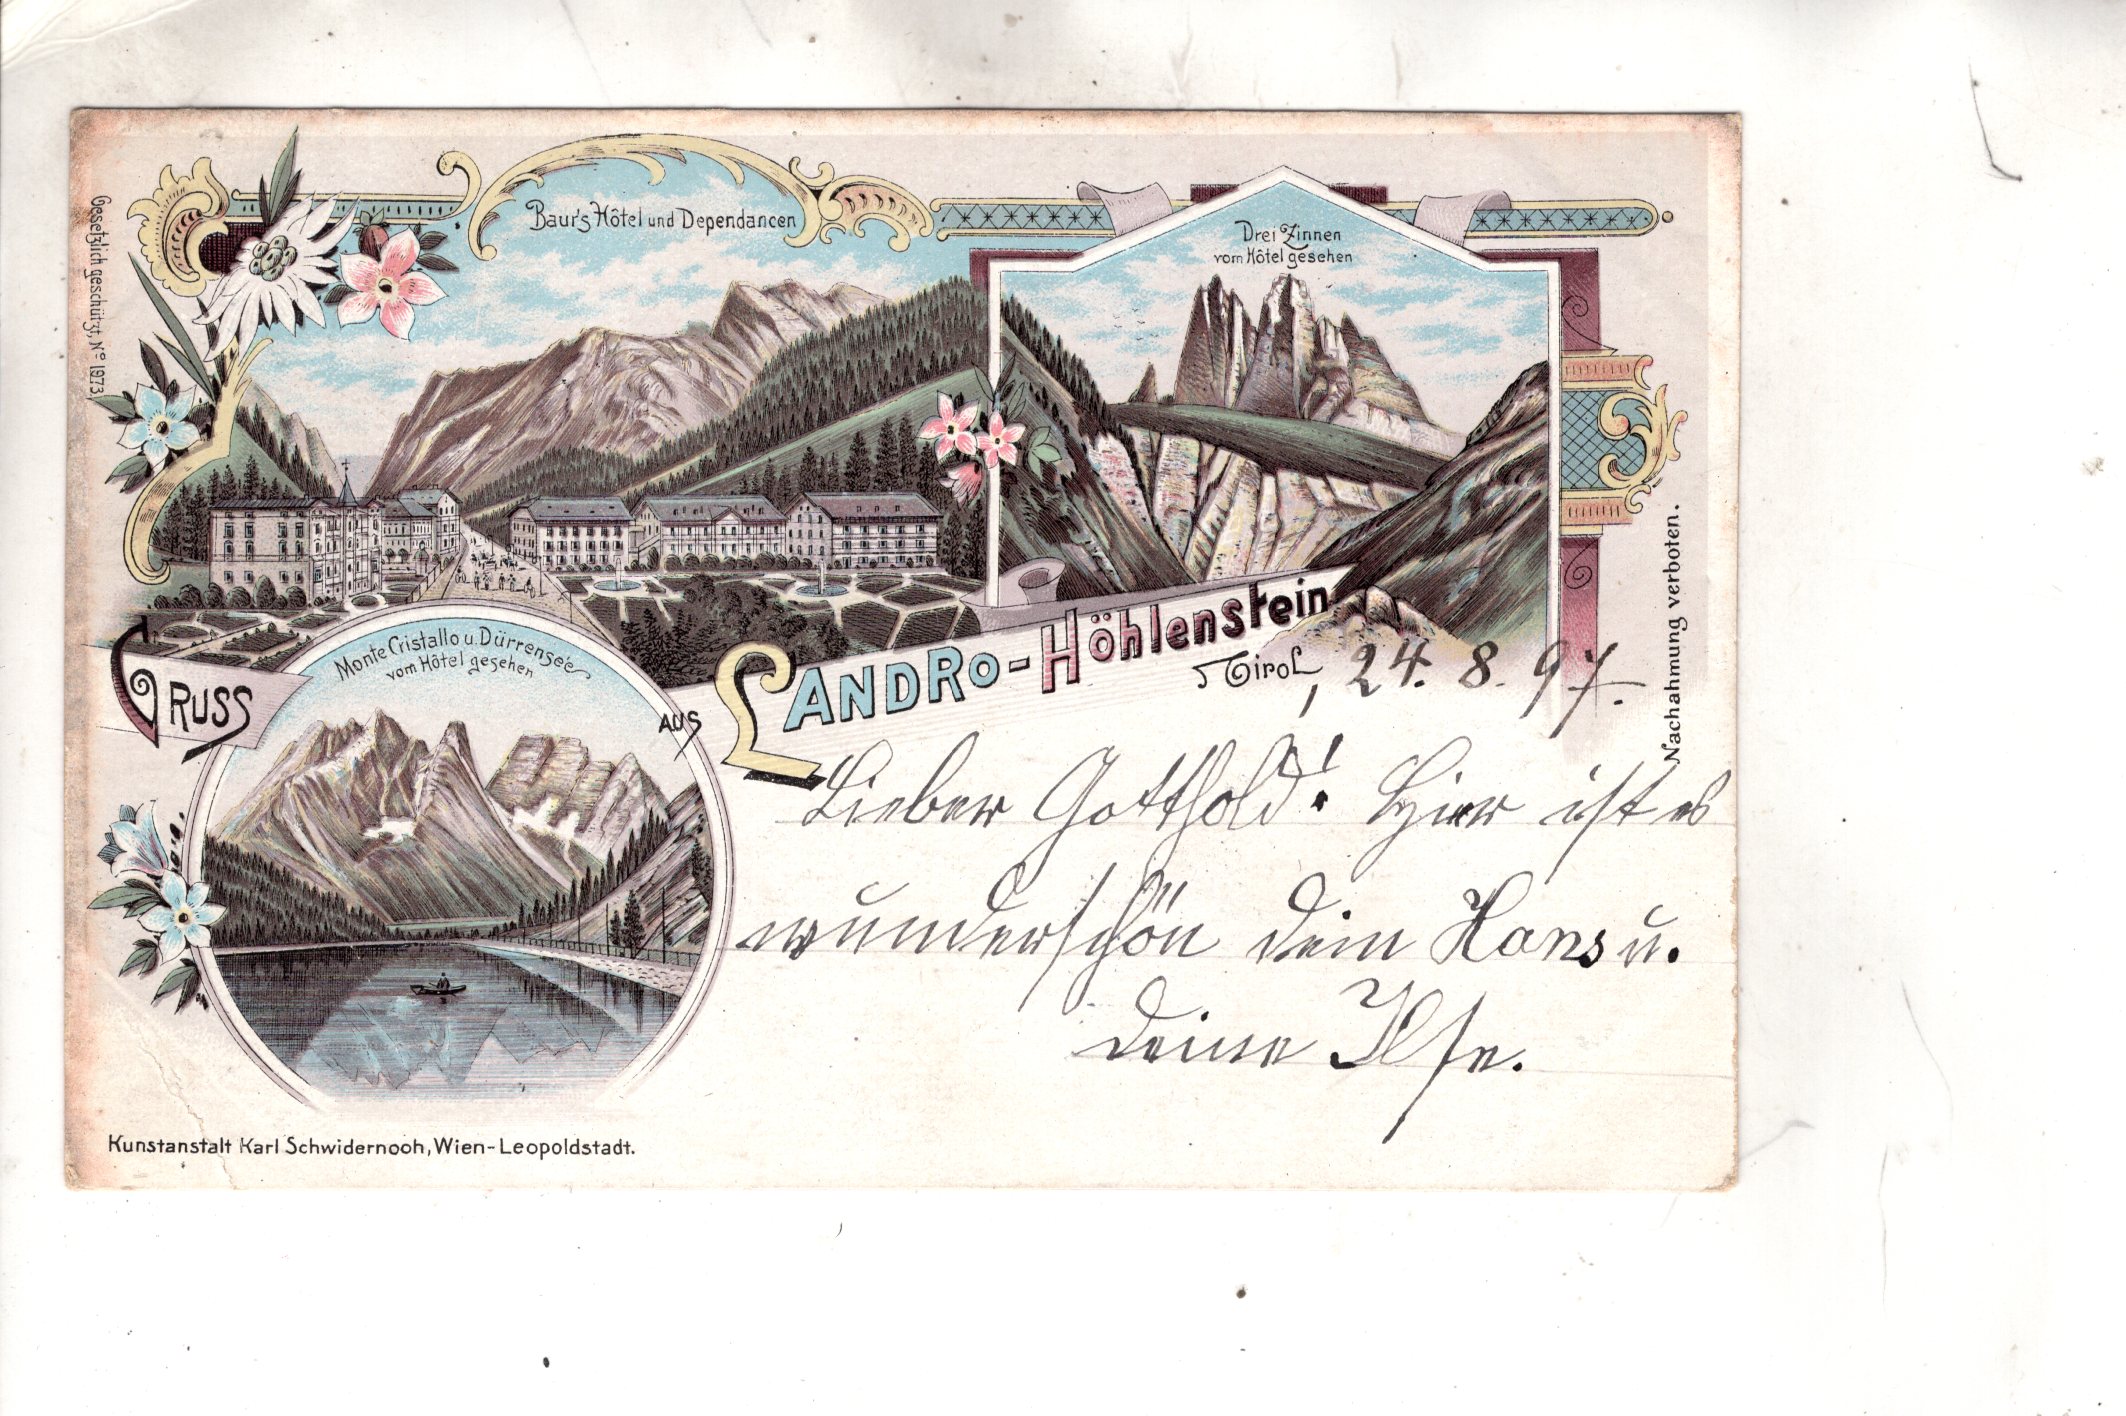 Gesetzlich geschützt, Nº 1973.
Baur's Hôtel und Dependancen
Drei Zinnen
vom Hôtel gesehen
Gruss aus Landro-Höhlenstein
Tirol, 24. 8. 97.
Monte Cristallo u. Dürrensee
vom Hôtel gesehen
Nachahmung verboten.
Lieber Gotthold! Hier ist es
wunderschön dein Hans u.
deine Ilse.
Kunstanstalt Karl Schwidernoch, Wien-Leopoldstadt.